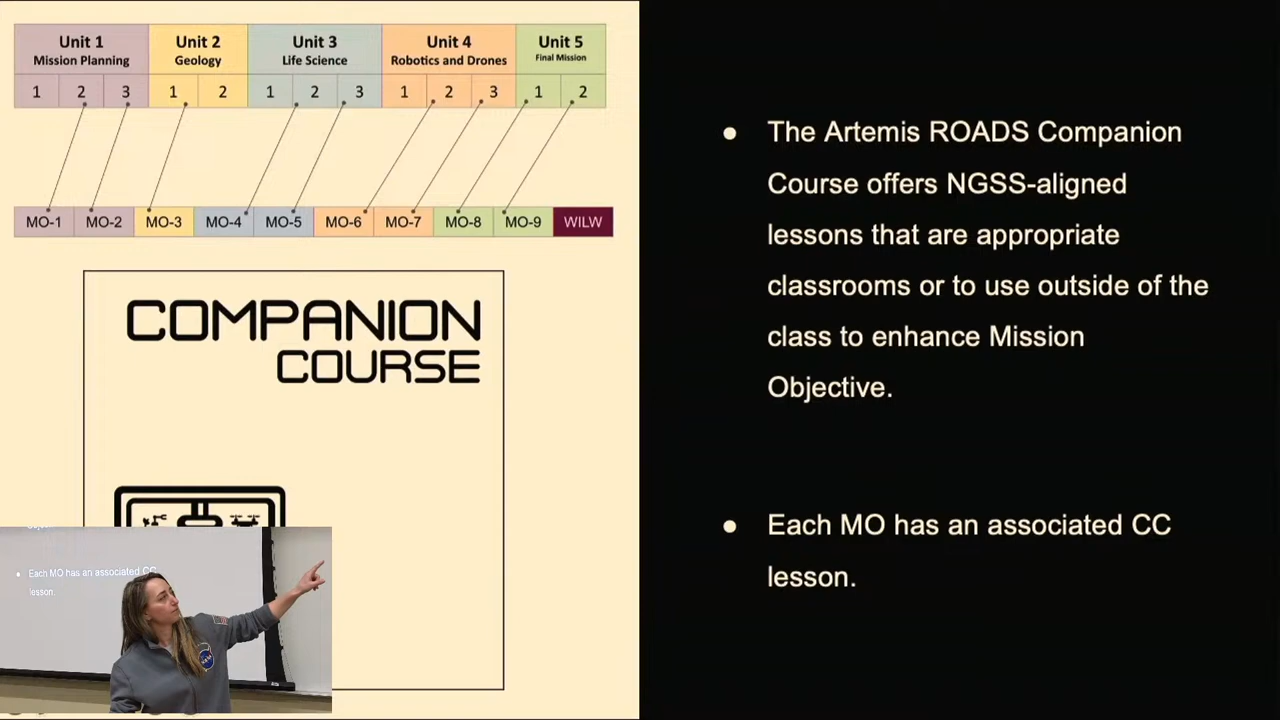 Unit 1 Unit 2 Unit 3 Unit 4 Unit 5
Mission Planning Geology Life Science Robotics and Drones Final Mission
1 2 3 1 2 1 2 3 1 2 3 1 2
MO-1 MO-2 MO-3 MO-4 MO-5 MO-6 MO-7 MO-8 MO-9 WILW
COMPANION
COURSE
● The Artemis ROADS Companion
Course offers NGSS-aligned
lessons that are appropriate
classrooms or to use outside of the
class to enhance Mission
Objective.
● Each MO has an associated CC
lesson.
● Each MO has an associated CC
lesson.
NASA